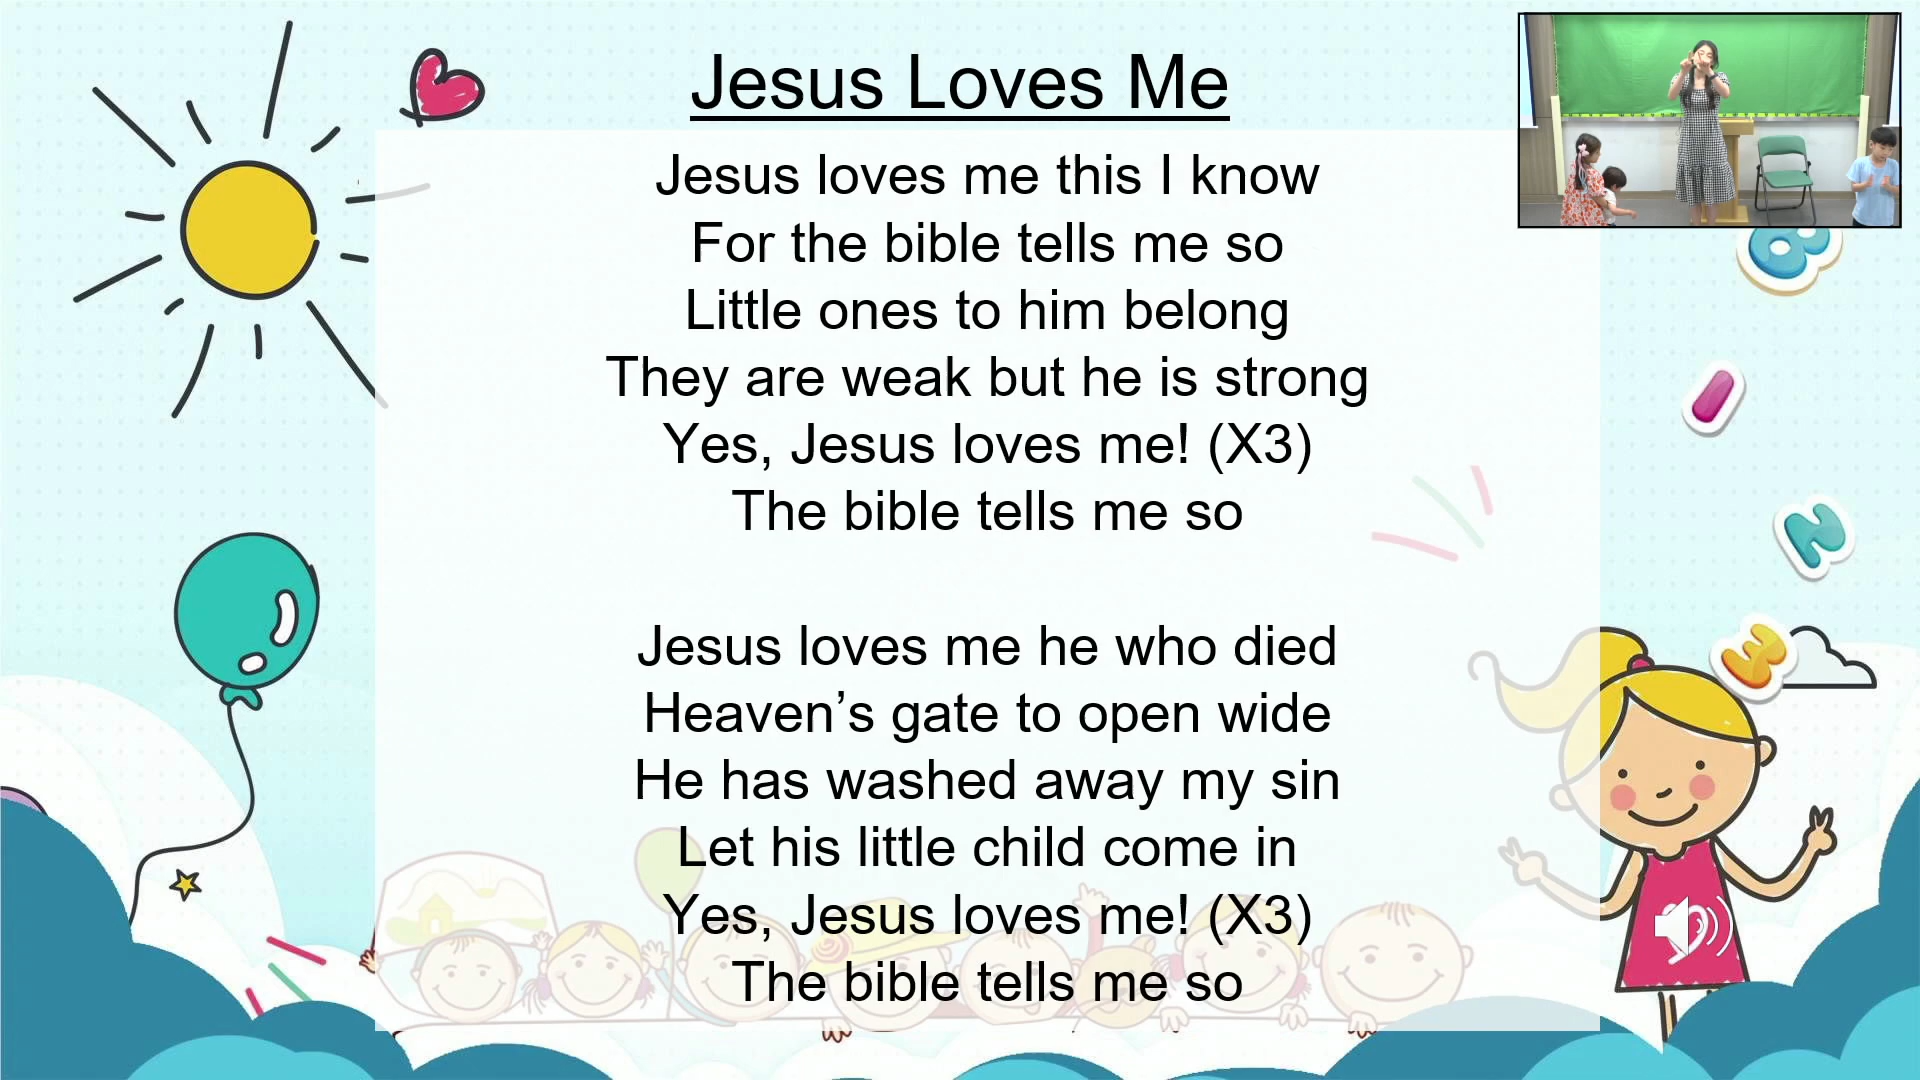 Jesus Loves Me
Jesus loves me this I know
For the bible tells me so
Little ones to him belong
They are weak but he is strong
Yes, Jesus loves me! (X3)
The bible tells me so
Jesus loves me he who died
Heaven’s gate to open wide
He has washed away my sin
Let his little child come in
Yes, Jesus loves me! (X3)
The bible tells me so
B
I
N
E